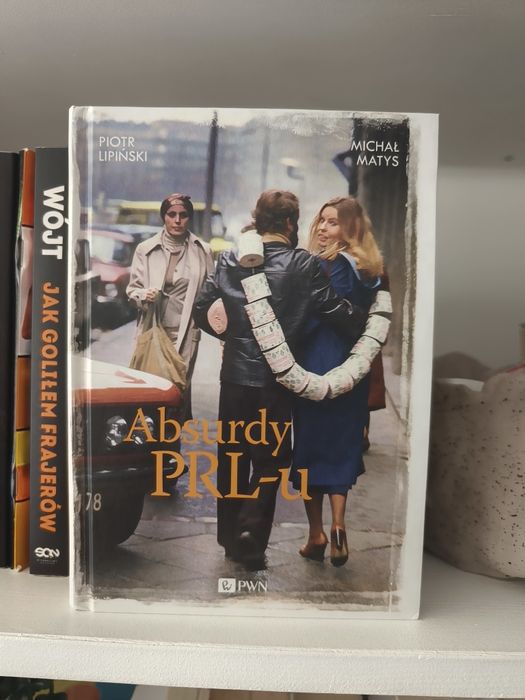 PIOTR
LIPIŃSKI
MICHAŁ
MATYS
Absurdy
PRL-u
78
PWN
WÓJT JAK GOLIŁEM FRAJERÓW
SQN